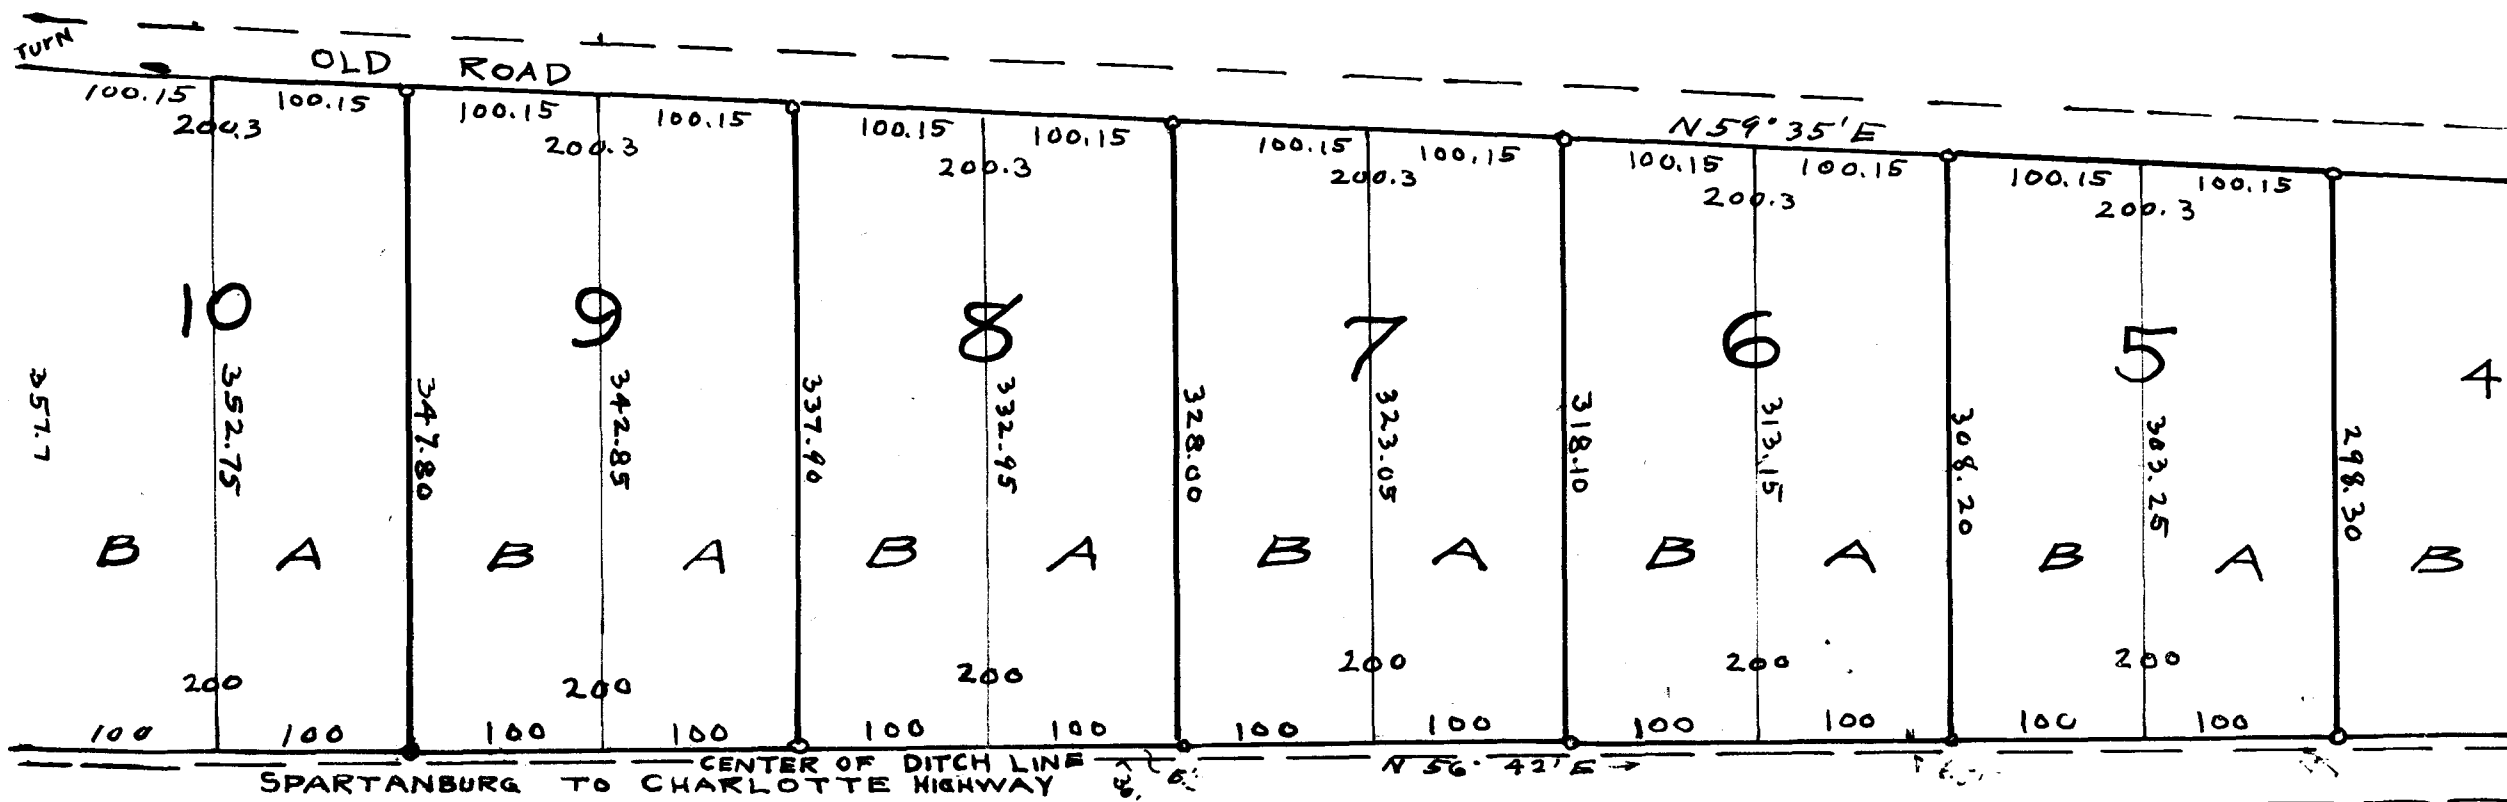 TURN
OLD ROAD
N 59° 35' E
100.15 100.15 100.15 100.15 100.15 100.15 100.15 100.15 100.15 100.15 100.15 100.15
200.3 200.3 200.3 200.3 200.3 200.3
10 9 8 7 6 5 4
357.7 352.75 347.80 342.85 337.90 332.95 328.00 323.05 318.10 313.15 308.20 303.25 298.30
B A B A B A B A B A B A B
200 200 200 200 200 200
100 100 100 100 100 100 100 100 100 100 100 100
CENTER OF DITCH LINE
N 56° 42' E
SPARTANBURG TO CHARLOTTE HIGHWAY